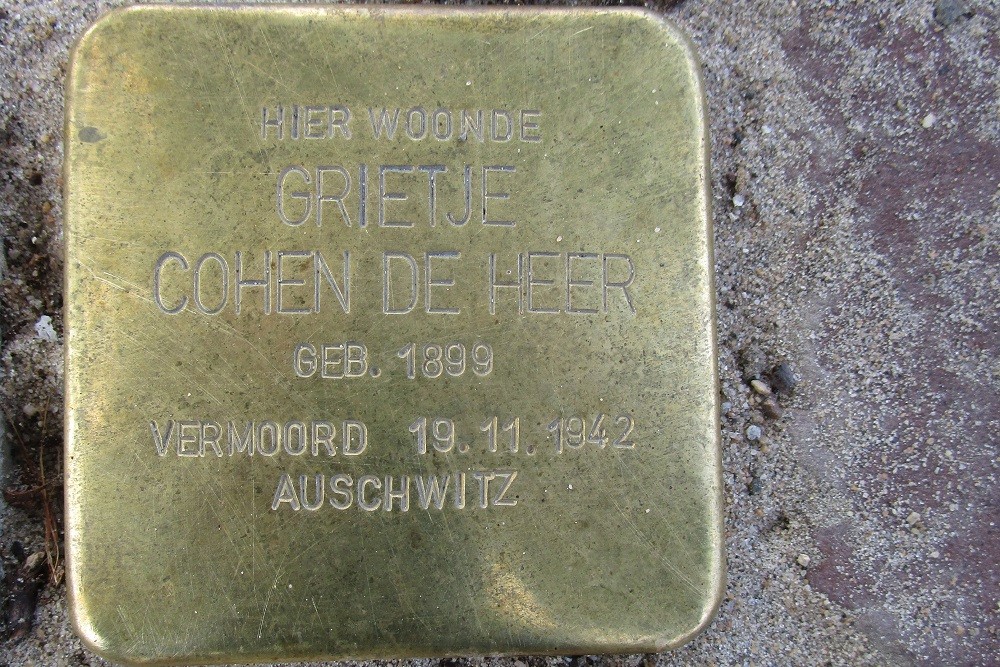 HIER WOONDE
GRIETJE
COHEN DE HEER
GEB. 1899
VERMOORD 19.11.1942
AUSCHWITZ